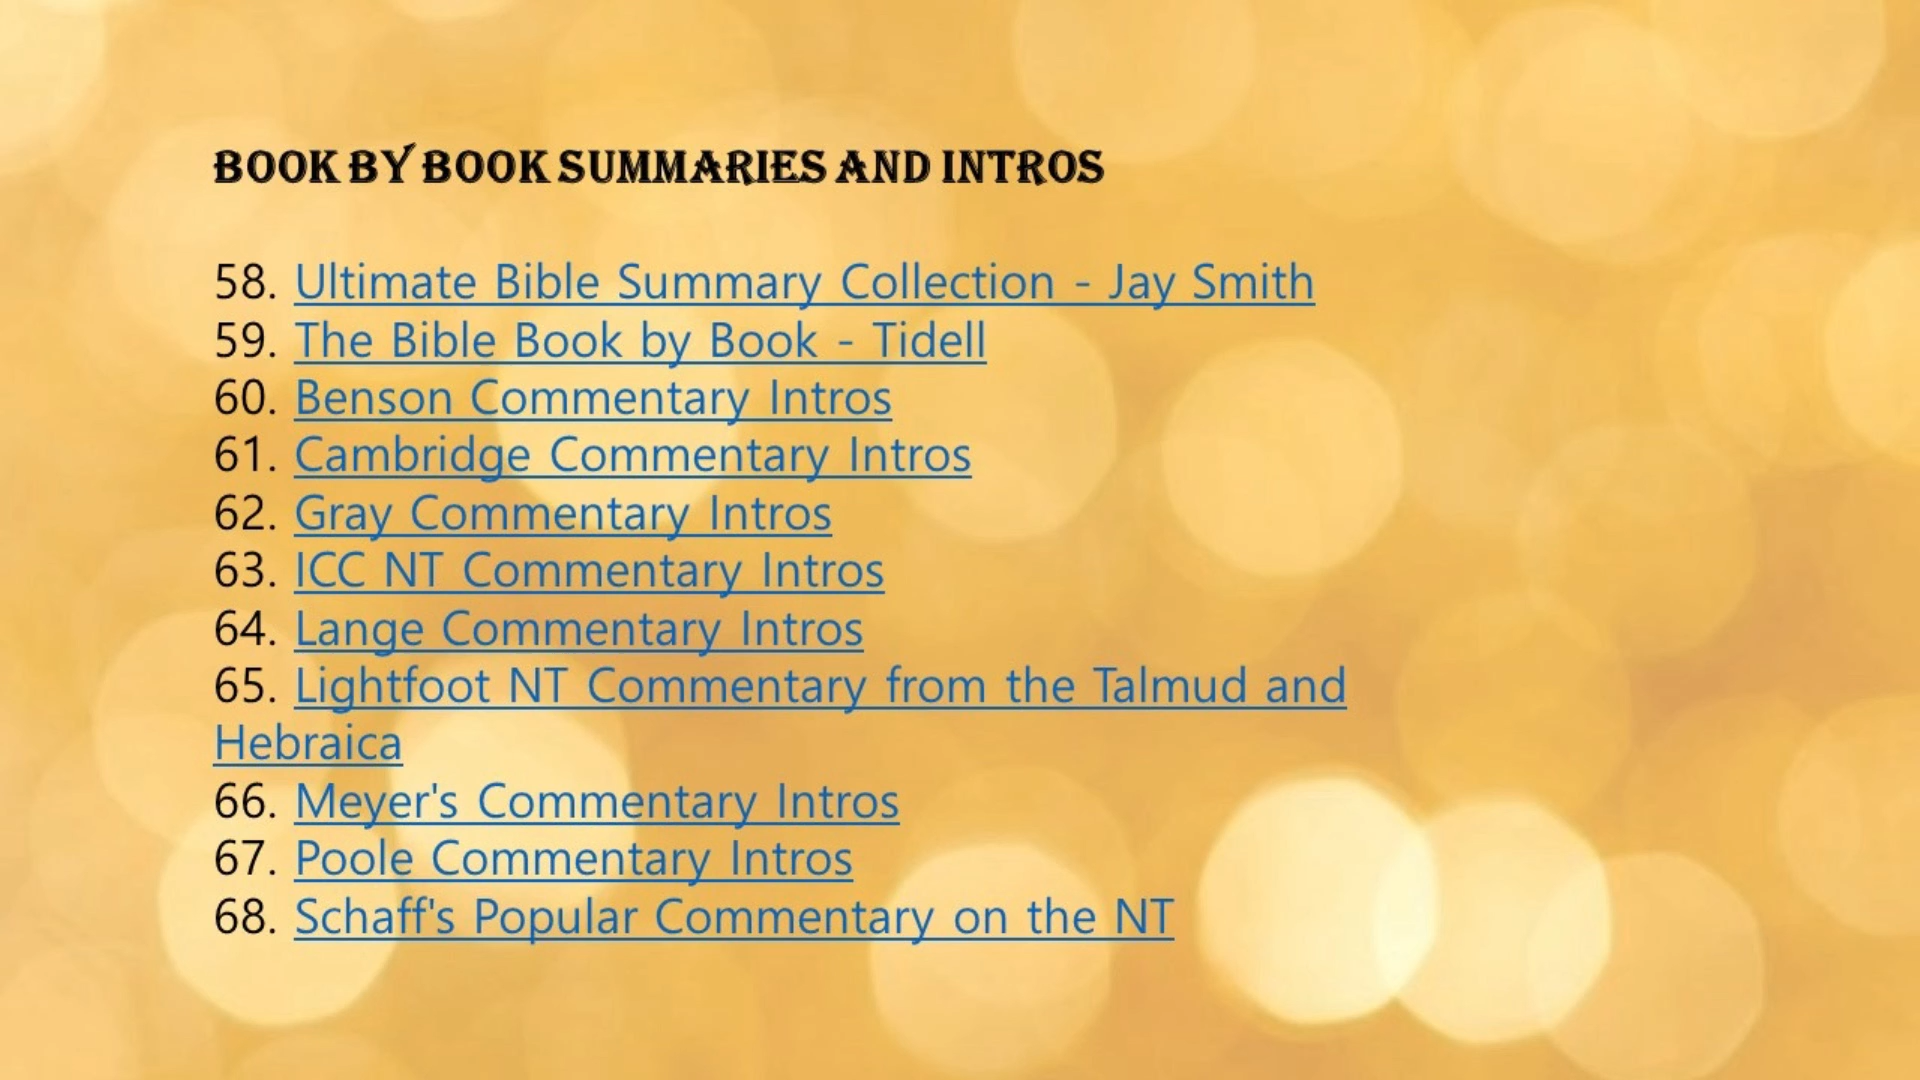 BOOK BY BOOK SUMMARIES AND INTROS
58. Ultimate Bible Summary Collection - Jay Smith
59. The Bible Book by Book - Tidell
60. Benson Commentary Intros
61. Cambridge Commentary Intros
62. Gray Commentary Intros
63. ICC NT Commentary Intros
64. Lange Commentary Intros
65. Lightfoot NT Commentary from the Talmud and
Hebraica
66. Meyer's Commentary Intros
67. Poole Commentary Intros
68. Schaff's Popular Commentary on the NT